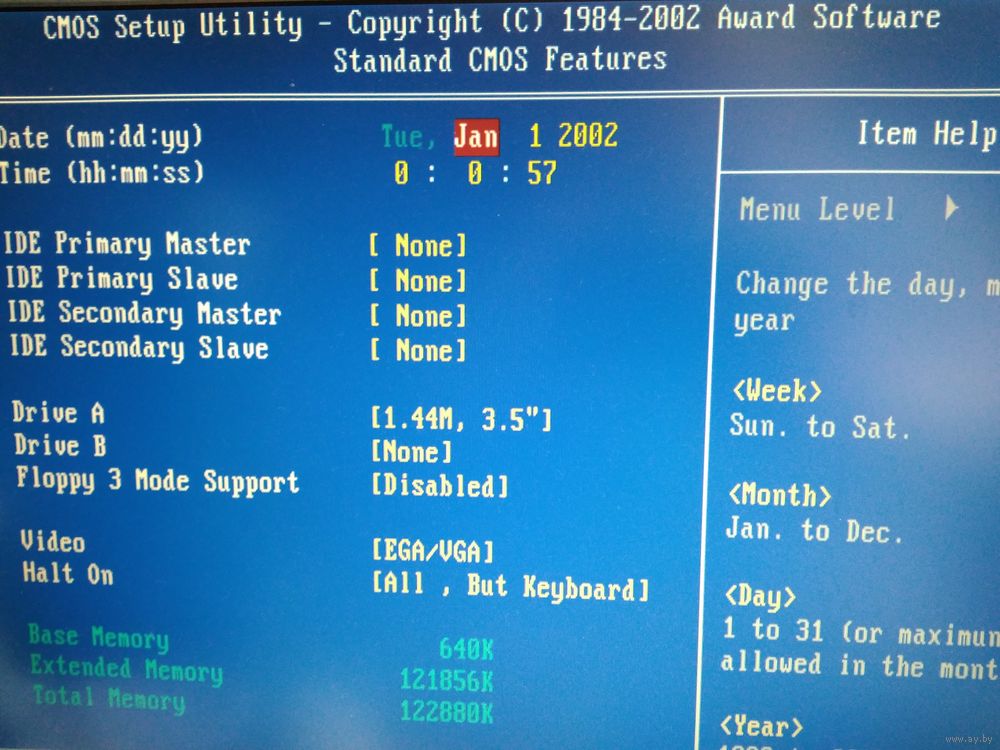 CMOS Setup Utility - Copyright (C) 1984-2002 Award Software
Standard CMOS Features
Date (mm:dd:yy) Tue, Jan 1 2002
Time (hh:mm:ss) 0 : 0 : 57
IDE Primary Master [ None]
IDE Primary Slave [ None]
IDE Secondary Master [ None]
IDE Secondary Slave [ None]
Drive A [1.44M, 3.5"]
Drive B [None]
Floppy 3 Mode Support [Disabled]
Video [EGA/VGA]
Halt On [All , But Keyboard]
Base Memory 640K
Extended Memory 121856K
Total Memory 122880K
Item Help
Menu Level
Change the day, m
year
<Week>
Sun. to Sat.
<Month>
Jan. to Dec.
<Day>
1 to 31 (or maximum
allowed in the mont
<Year>
www.ay.by